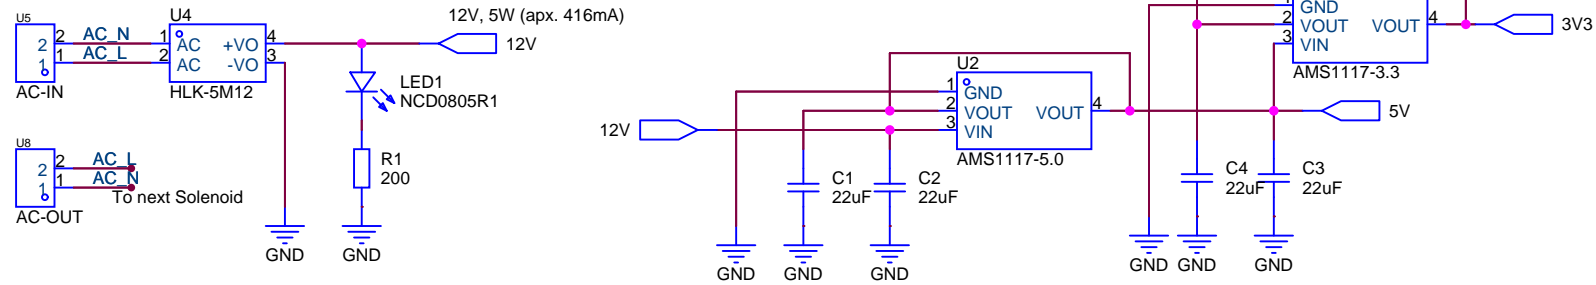 U5
2
1
AC_N
AC_L
AC-IN
U4
1
2
AC
AC
+VO
-VO
4
3
HLK-5M12
12V, 5W (apx. 416mA)
12V
LED1
NCD0805R1
R1
200
GND
GND
U8
2
1
2
1
AC_L
AC_N
To next Solenoid
AC-OUT
2
1
12V
U2
1
2
3
GND
VOUT
VIN
VOUT
4
AMS1117-5.0
C1
22uF
C2
22uF
GND
GND
GND
1
2
3
GND
VOUT
VIN
VOUT
4
3V3
AMS1117-3.3
5V
C4
22uF
C3
22uF
GND
GND
GND